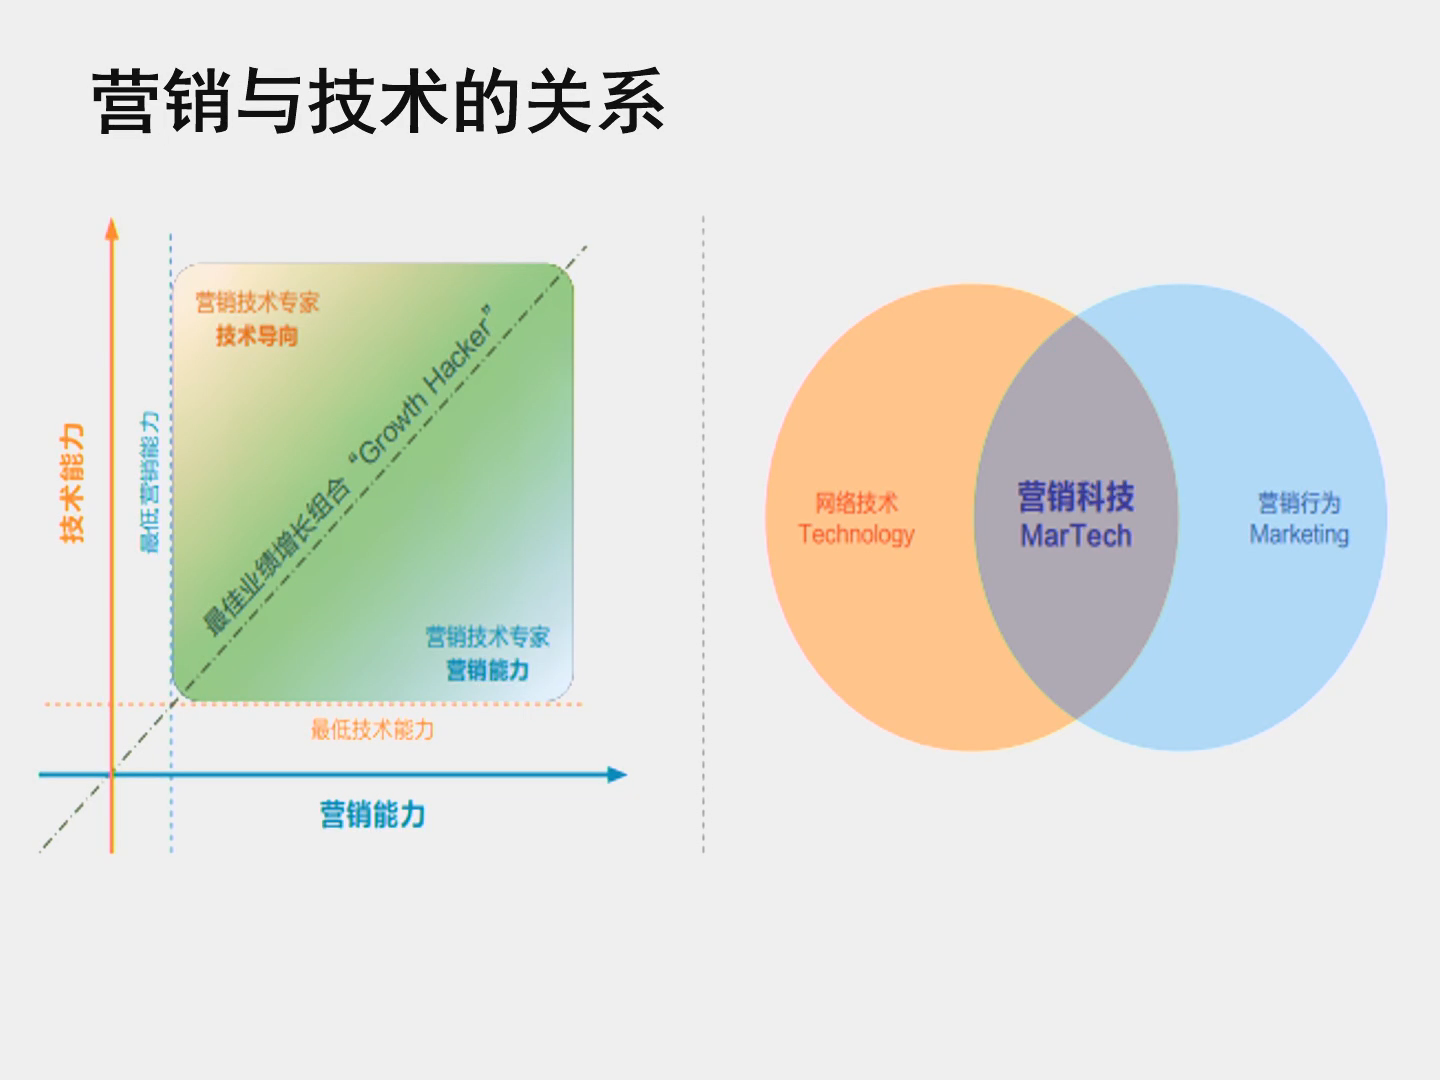 营销与技术的关系
营销技术专家
技术导向
最佳业绩增长组合 “Growth Hacker”
技术能力
最低营销能力
营销技术专家
营销能力
最低技术能力
营销能力
网络技术
Technology
营销科技
MarTech
营销行为
Marketing